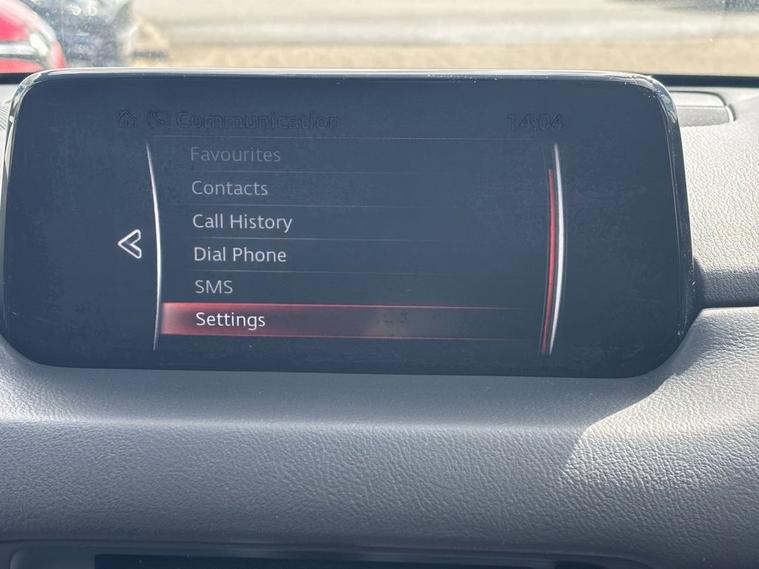 Communication 14:04
Favourites
Contacts
Call History
Dial Phone
SMS
Settings